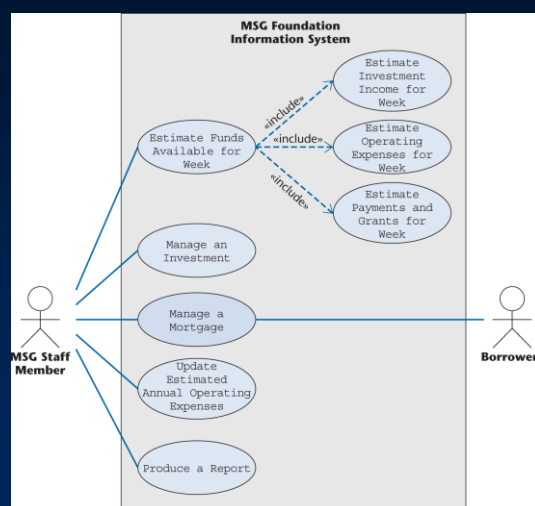 MSG Foundation
Information System
Estimate
Investment
Income for
Week
«include»
Estimate Funds
Available for
Week
«include»
Estimate
Operating
Expenses for
Week
«include»
Estimate
Payments and
Grants for
Week
Manage an
Investment
Manage a
Mortgage
MSG Staff
Member
Borrower
Update
Estimated
Annual Operating
Expenses
Produce a Report